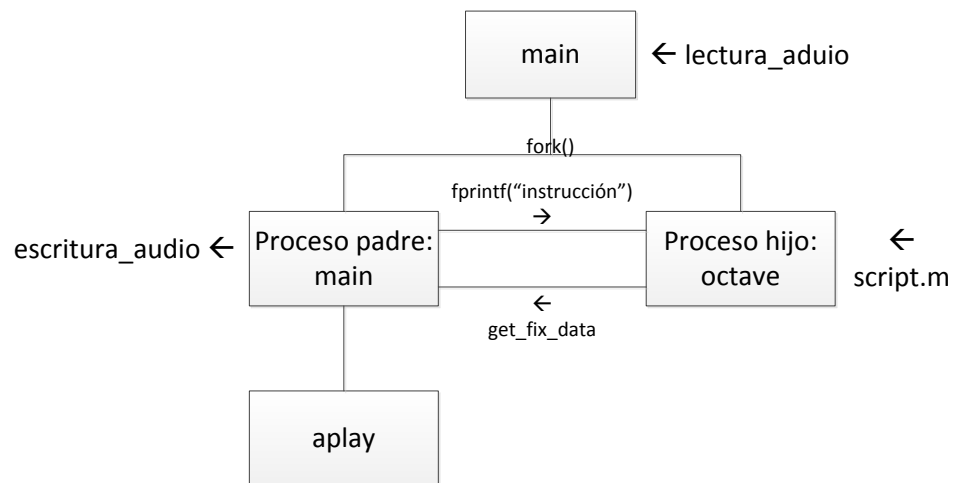 main
← lectura_aduio
fork()
fprintf(“instrucción”)
→
escritura_audio ←
Proceso padre:
main
Proceso hijo:
octave
←
script.m
←
get_fix_data
aplay